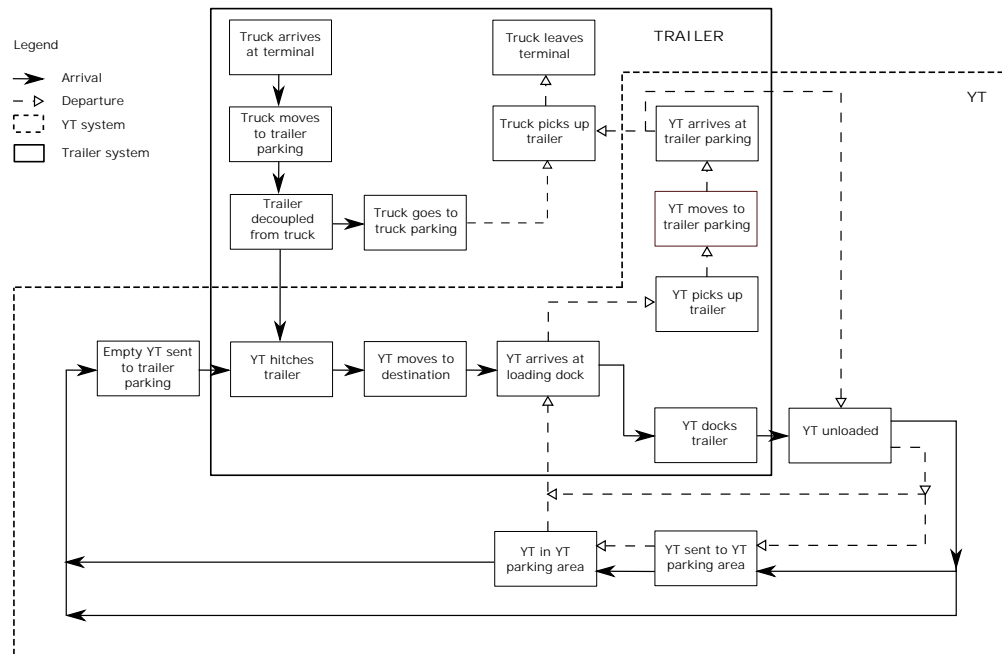 Legend
Arrival
Departure
YT system
Trailer system
TRAILER
YT
Truck arrives
at terminal
Truck leaves
terminal
Truck moves
to trailer
parking
Truck picks up
trailer
YT arrives at
trailer parking
Trailer
decoupled
from truck
Truck goes to
truck parking
YT moves to
trailer parking
YT picks up
trailer
Empty YT sent
to trailer
parking
YT hitches
trailer
YT moves to
destination
YT arrives at
loading dock
YT docks
trailer
YT unloaded
YT in YT
parking area
YT sent to YT
parking area